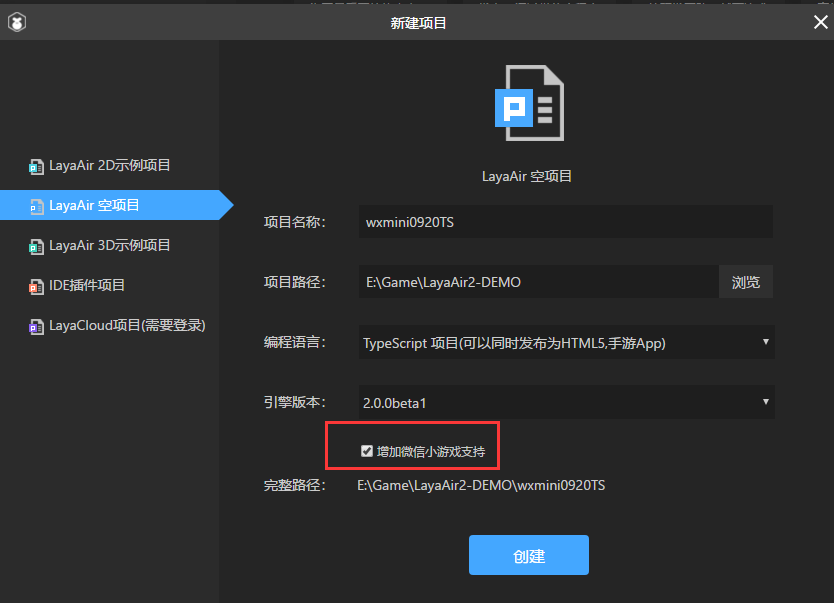 新建项目
LayaAir 2D示例项目
LayaAir 空项目
LayaAir 3D示例项目
IDE插件项目
LayaCloud项目(需要登录)
LayaAir 空项目
项目名称: wxmini0920TS
项目路径: E:\Game\LayaAir2-DEMO 浏览
编程语言: TypeScript 项目(可以同时发布为HTML5,手游App)
引擎版本: 2.0.0beta1
增加微信小游戏支持
完整路径: E:\Game\LayaAir2-DEMO\wxmini0920TS
创建